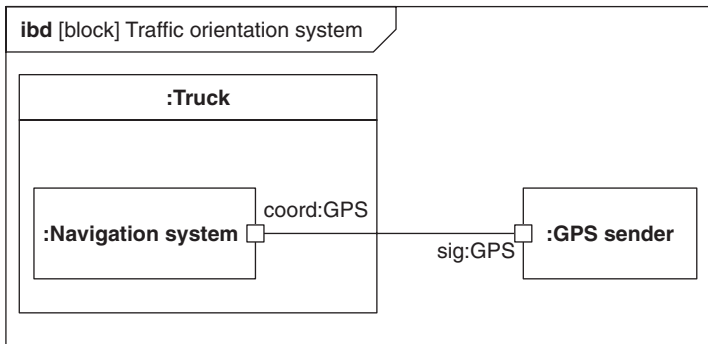 ibd [block] Traffic orientation system
:Truck
coord:GPS
:Navigation system
:GPS sender
sig:GPS